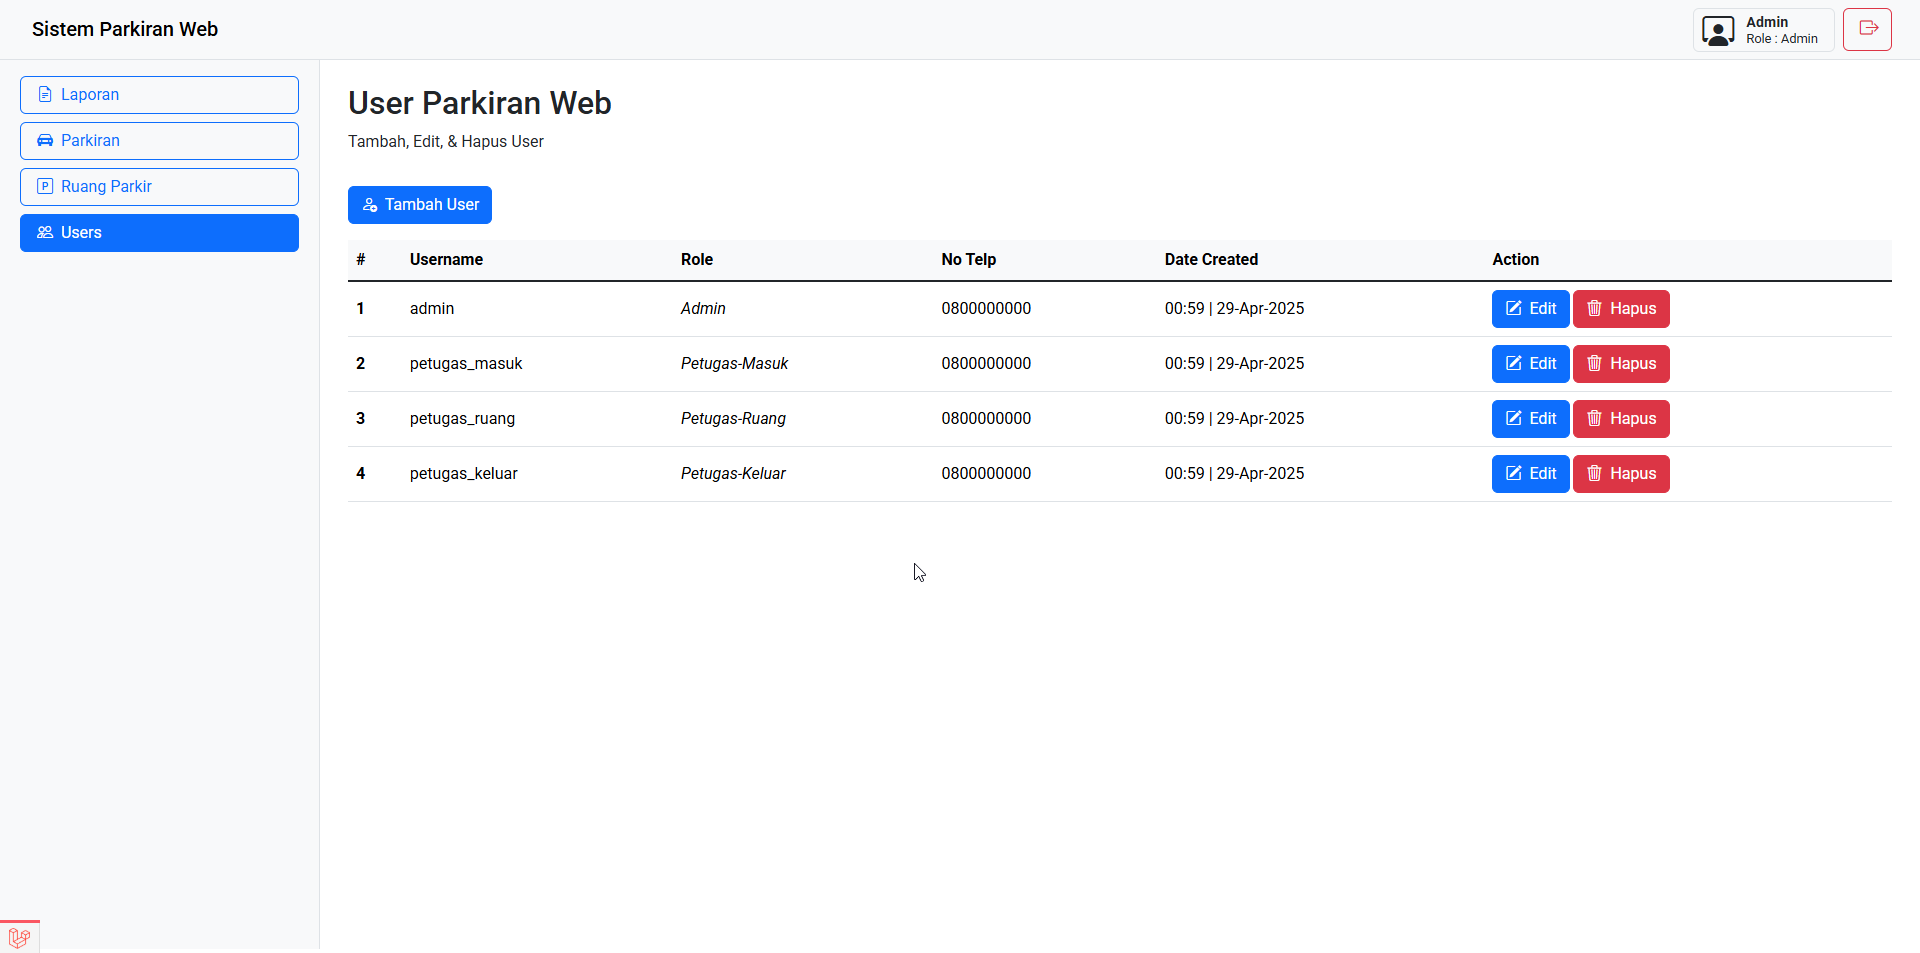 Sistem Parkiran Web
Admin
Role : Admin
Laporan
Parkiran
P Ruang Parkir
Users
User Parkiran Web
Tambah, Edit, & Hapus User
Tambah User
# Username Role No Telp Date Created Action
1 admin Admin 0800000000 00:59 | 29-Apr-2025 Edit Hapus
2 petugas_masuk Petugas-Masuk 0800000000 00:59 | 29-Apr-2025 Edit Hapus
3 petugas_ruang Petugas-Ruang 0800000000 00:59 | 29-Apr-2025 Edit Hapus
4 petugas_keluar Petugas-Keluar 0800000000 00:59 | 29-Apr-2025 Edit Hapus